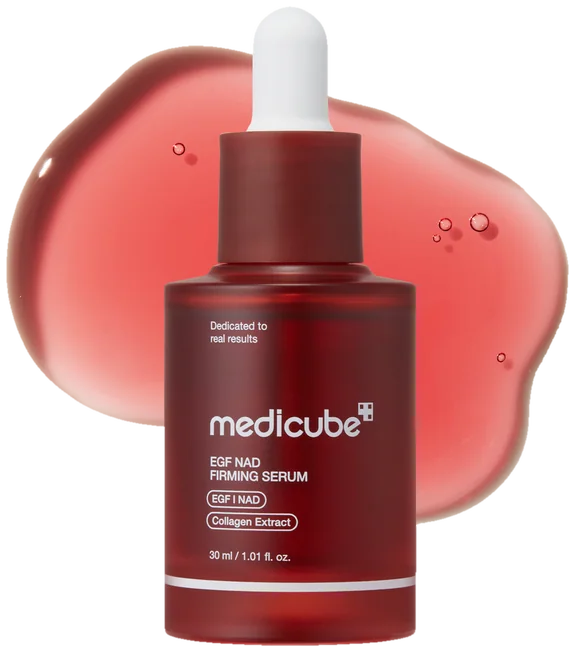 Dedicated to
real results
medicube
EGF NAD
FIRMING SERUM
EGF | NAD
Collagen Extract
30 ml / 1.01 fl. oz.